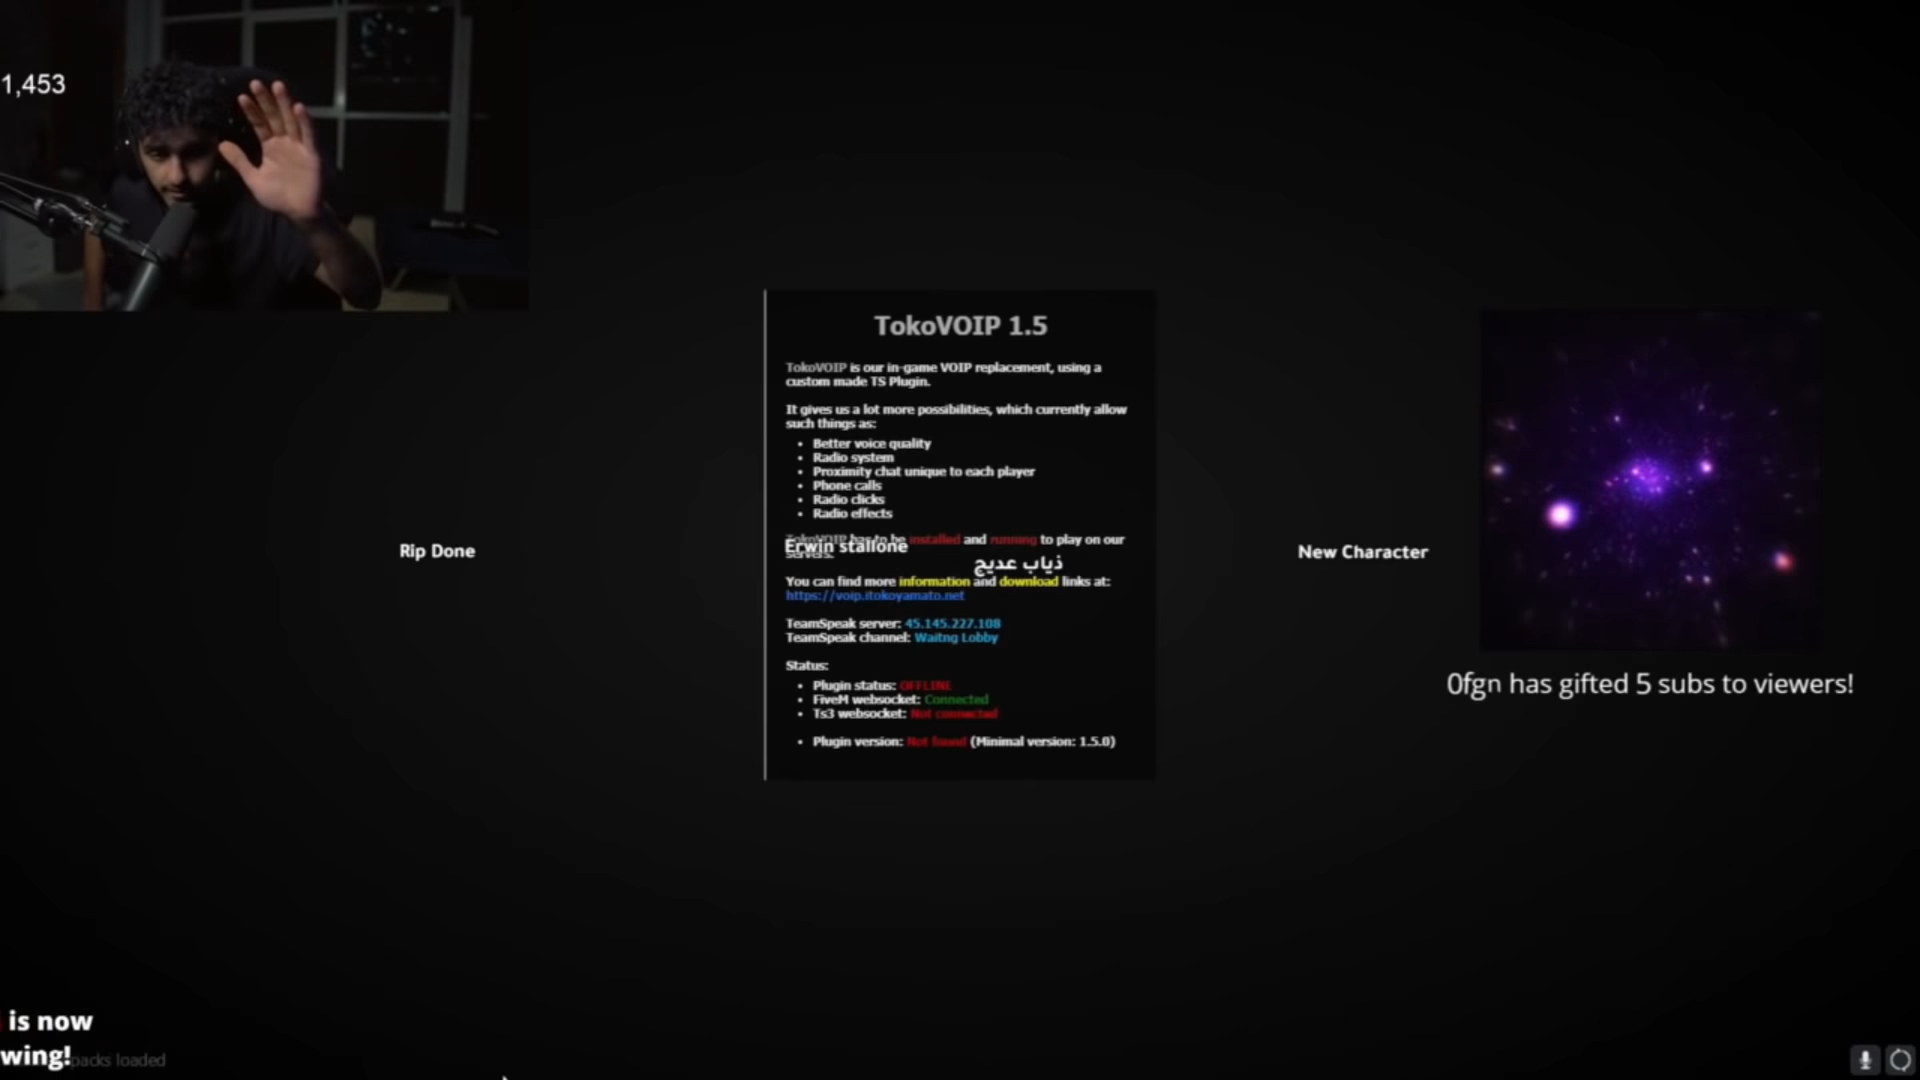 1,453
TokoVOIP 1.5
TokoVOIP is our in-game VOIP replacement, using a
custom made TS Plugin.
It gives us a lot more possibilities, which currently allow
such things as:
• Better voice quality
• Radio system
• Proximity chat unique to each player
• Phone calls
• Radio clicks
• Radio effects
TokoVOIP has to be installed and running to play on our
servers.
Erwin stallone
ذياب عديج
You can find more information and download links at:
https://voip.itokoyamato.net
TeamSpeak server: 45.145.227.108
TeamSpeak channel: Waitng Lobby
Status:
• Plugin status: OFFLINE
• FiveM websocket: Connected
• Ts3 websocket: Not connected
• Plugin version: Not found (Minimal version: 1.5.0)
Rip Done
New Character
0fgn has gifted 5 subs to viewers!
is now
wing!
packs loaded